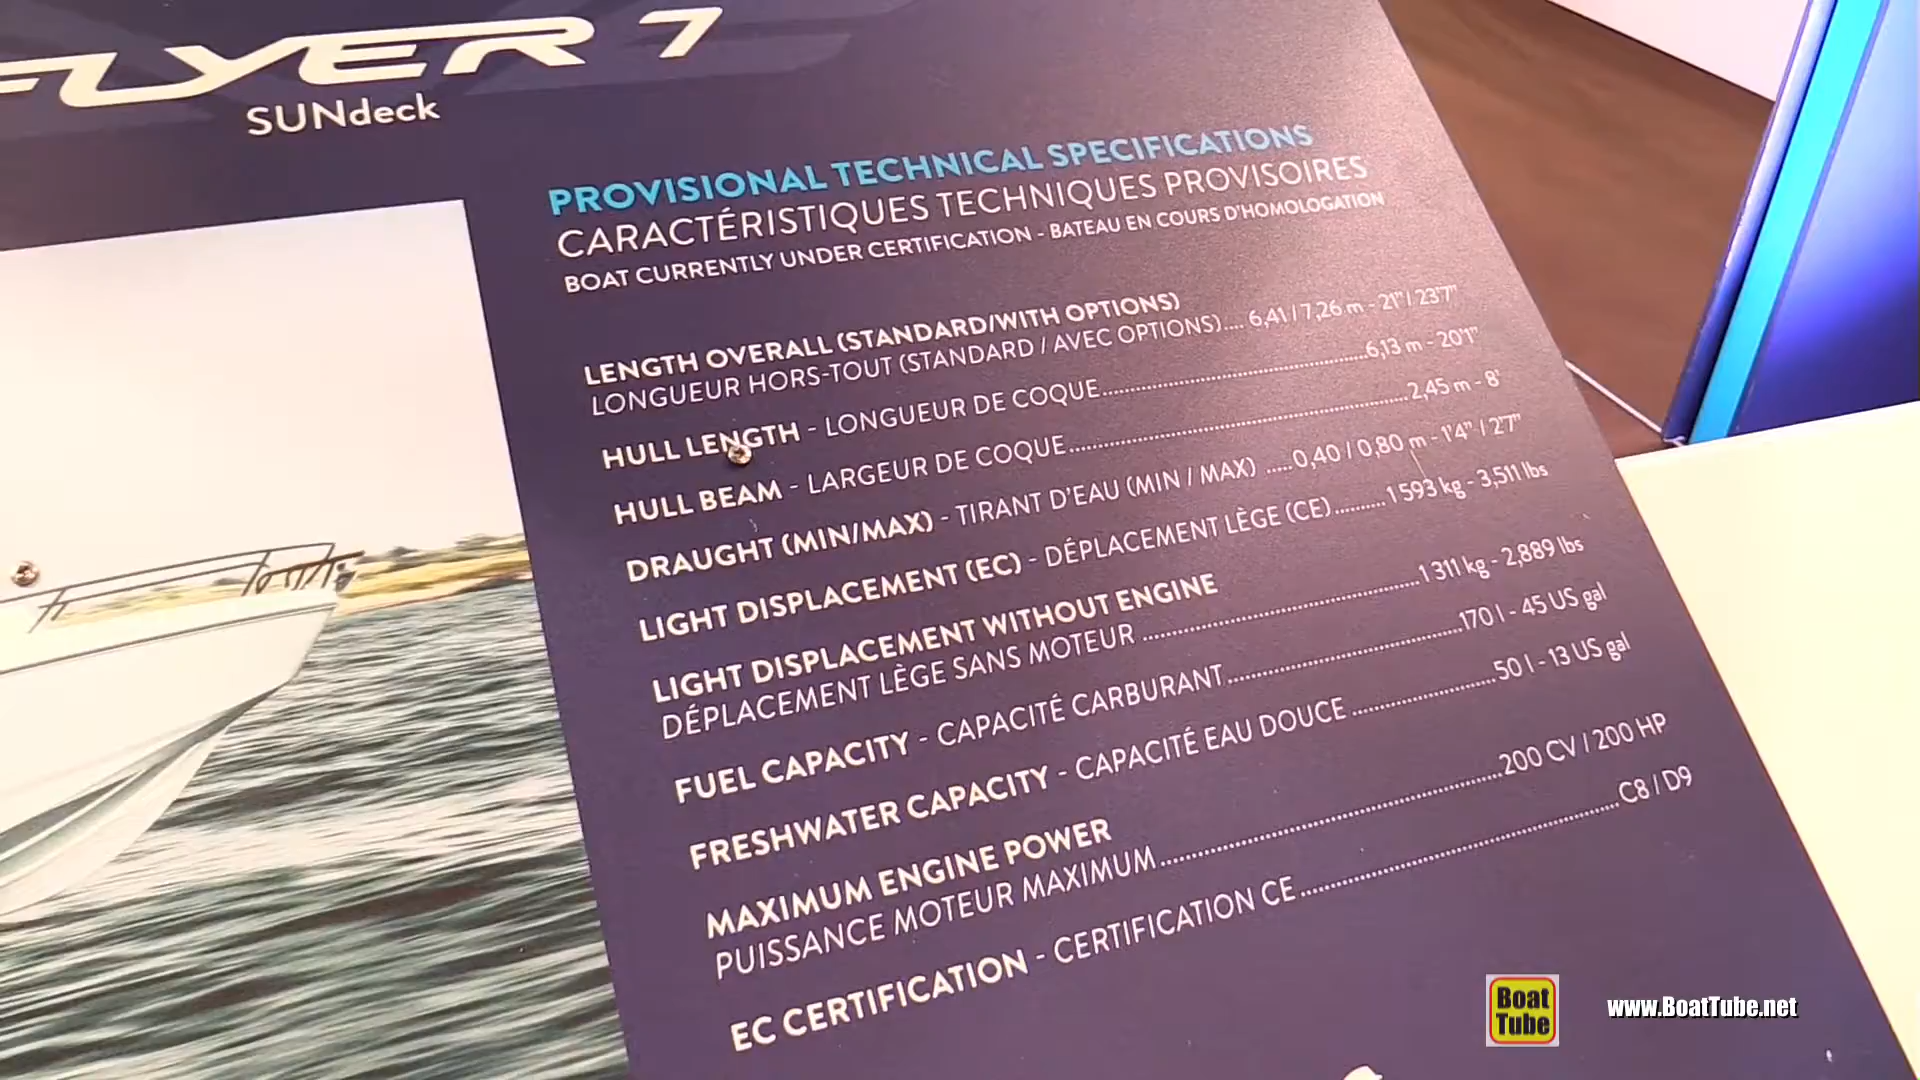 FLYER 7
SUNdeck
PROVISIONAL TECHNICAL SPECIFICATIONS
CARACTÉRISTIQUES TECHNIQUES PROVISOIRES
BOAT CURRENTLY UNDER CERTIFICATION - BATEAU EN COURS D'HOMOLOGATION
LENGTH OVERALL (STANDARD/WITH OPTIONS)
LONGUEUR HORS-TOUT (STANDARD / AVEC OPTIONS).... 6,41 / 7,26 m - 21' / 23'7"
HULL LENGTH - LONGUEUR DE COQUE..........6,13 m - 20'1"
HULL BEAM - LARGEUR DE COQUE..........2,45 m - 8'
DRAUGHT (MIN/MAX) - TIRANT D'EAU (MIN / MAX) .....0,40 / 0,80 m - 1'4" / 2'7"
LIGHT DISPLACEMENT (EC) - DÉPLACEMENT LÈGE (CE)..........1 593 kg - 3,511 lbs
LIGHT DISPLACEMENT WITHOUT ENGINE
DÉPLACEMENT LÈGE SANS MOTEUR ..........1 311 kg - 2,889 lbs
FUEL CAPACITY - CAPACITÉ CARBURANT..........170 l - 45 US gal
FRESHWATER CAPACITY - CAPACITÉ EAU DOUCE ..........50 l - 13 US gal
MAXIMUM ENGINE POWER
PUISSANCE MOTEUR MAXIMUM..........200 CV / 200 HP
EC CERTIFICATION - CERTIFICATION CE..........C8 / D9
Boat
Tube
www.BoatTube.net